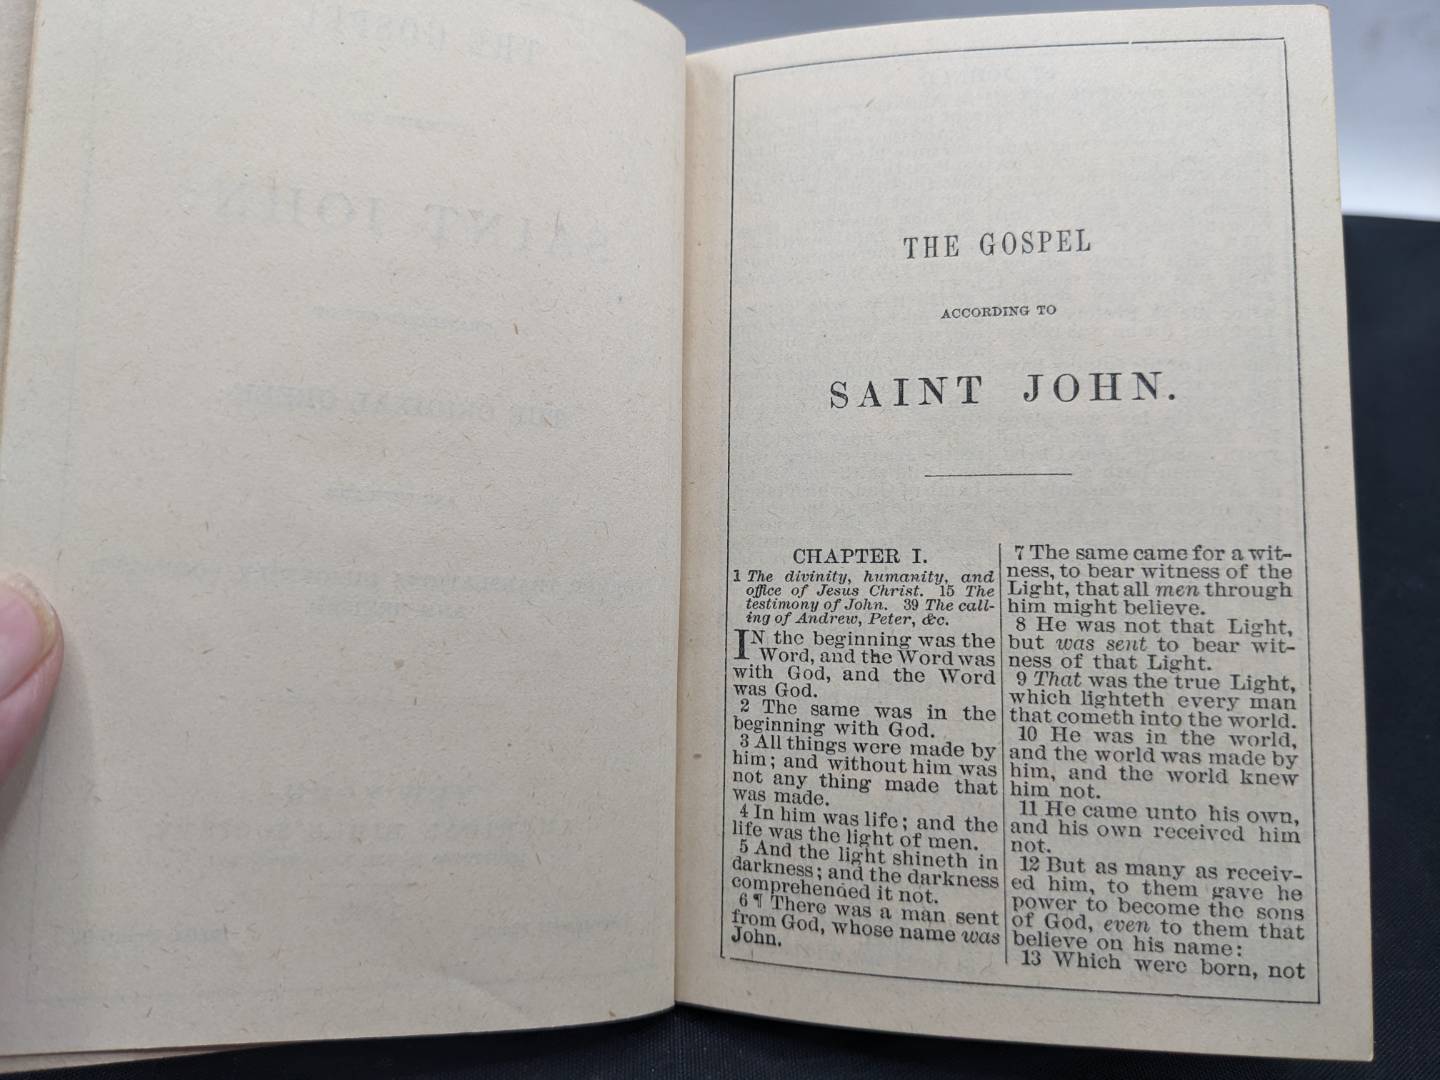 THE GOSPEL
ACCORDING TO
SAINT JOHN.
CHAPTER I.
1 The divinity, humanity, and
office of Jesus Christ. 15 The
testimony of John. 39 The call-
ing of Andrew, Peter, &c.
IN the beginning was the
Word, and the Word was
with God, and the Word
was God.
2 The same was in the
beginning with God.
3 All things were made by
him; and without him was
not any thing made that
was made.
4 In him was life; and the
life was the light of men.
5 And the light shineth in
darkness; and the darkness
comprehended it not.
6 ¶ There was a man sent
from God, whose name was
John.
7 The same came for a wit-
ness, to bear witness of the
Light, that all men through
him might believe.
8 He was not that Light,
but was sent to bear wit-
ness of that Light.
9 That was the true Light,
which lighteth every man
that cometh into the world.
10 He was in the world,
and the world was made by
him, and the world knew
him not.
11 He came unto his own,
and his own received him
not.
12 But as many as receiv-
ed him, to them gave he
power to become the sons
of God, even to them that
believe on his name:
13 Which were born, not